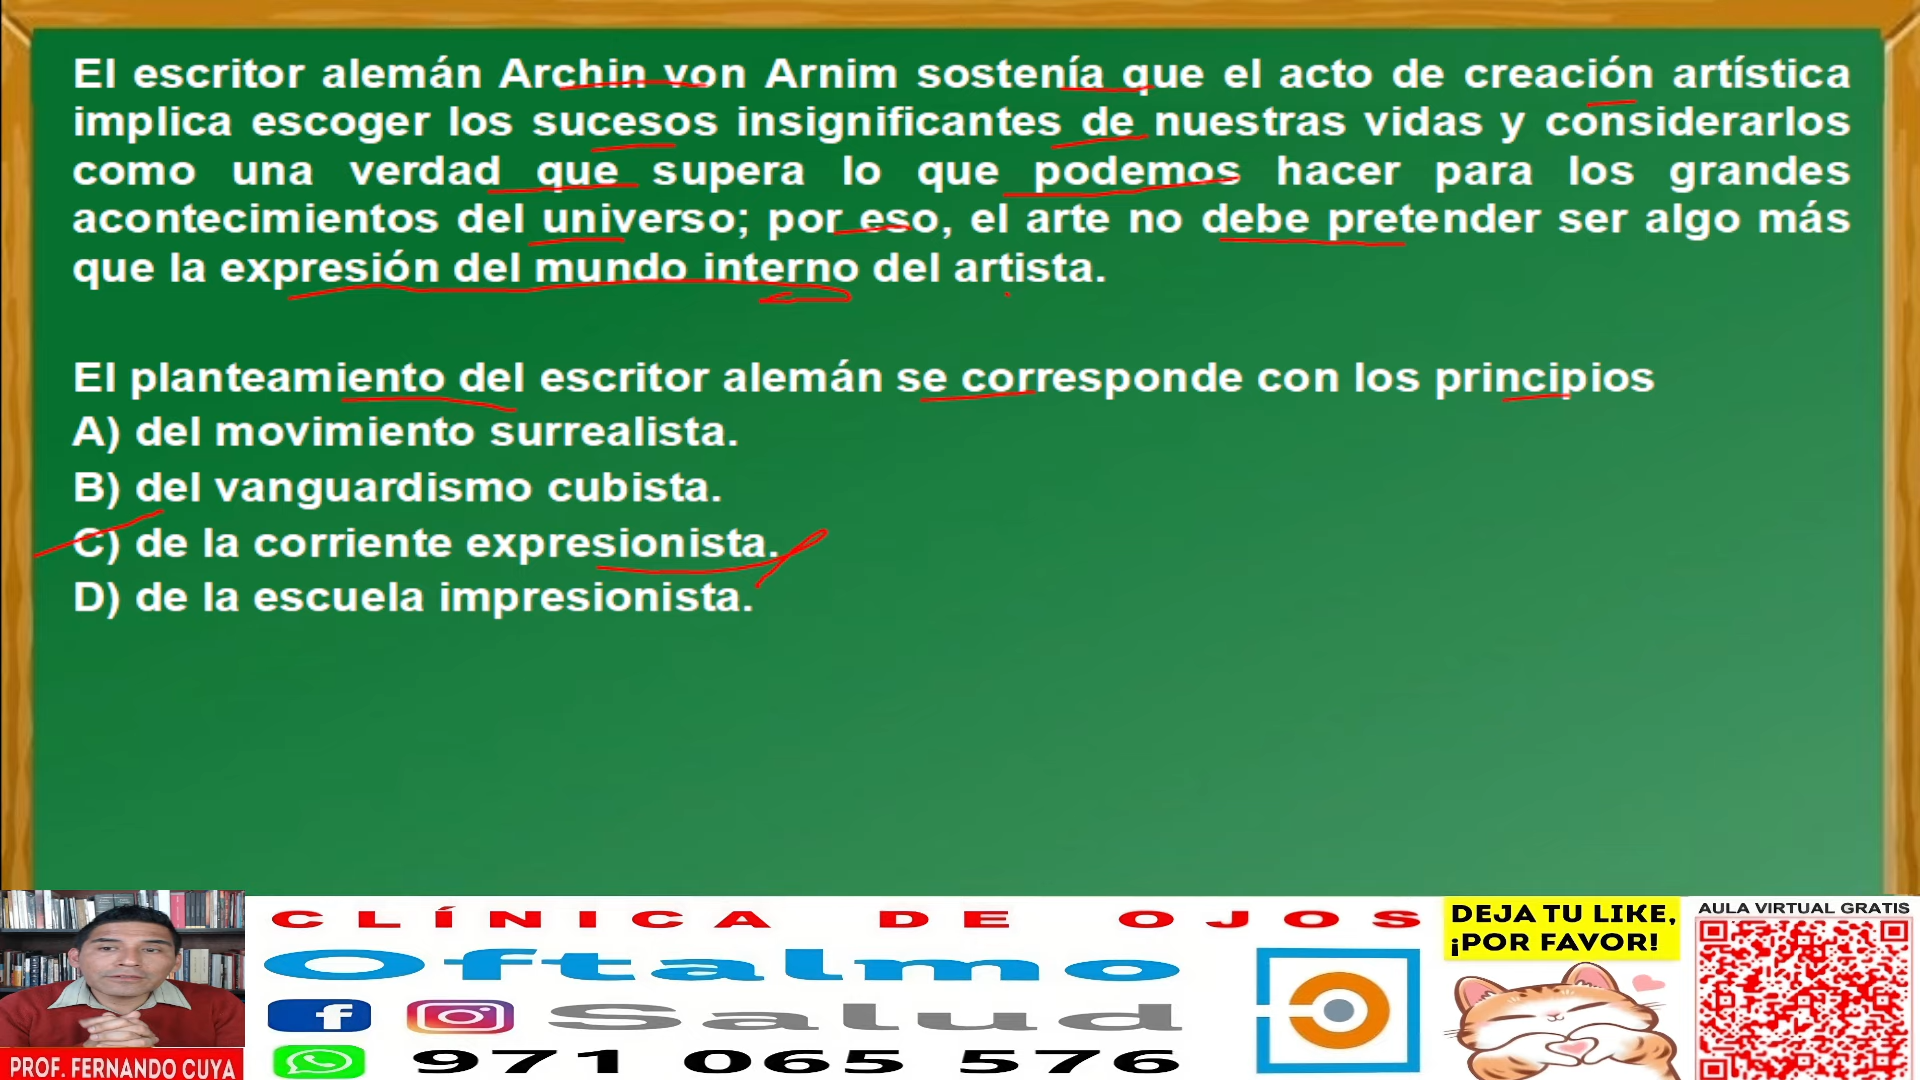 El escritor alemán Archin von Arnim sostenía que el acto de creación artística
implica escoger los sucesos insignificantes de nuestras vidas y considerarlos
como una verdad que supera lo que podemos hacer para los grandes
acontecimientos del universo; por eso, el arte no debe pretender ser algo más
que la expresión del mundo interno del artista.
El planteamiento del escritor alemán se corresponde con los principios
A) del movimiento surrealista.
B) del vanguardismo cubista.
C) de la corriente expresionista.
D) de la escuela impresionista.
PROF. FERNANDO CUYA
CLÍNICA DE OJOS
Oftalmo
Salud
971 065 576
DEJA TU LIKE,
¡POR FAVOR!
AULA VIRTUAL GRATIS